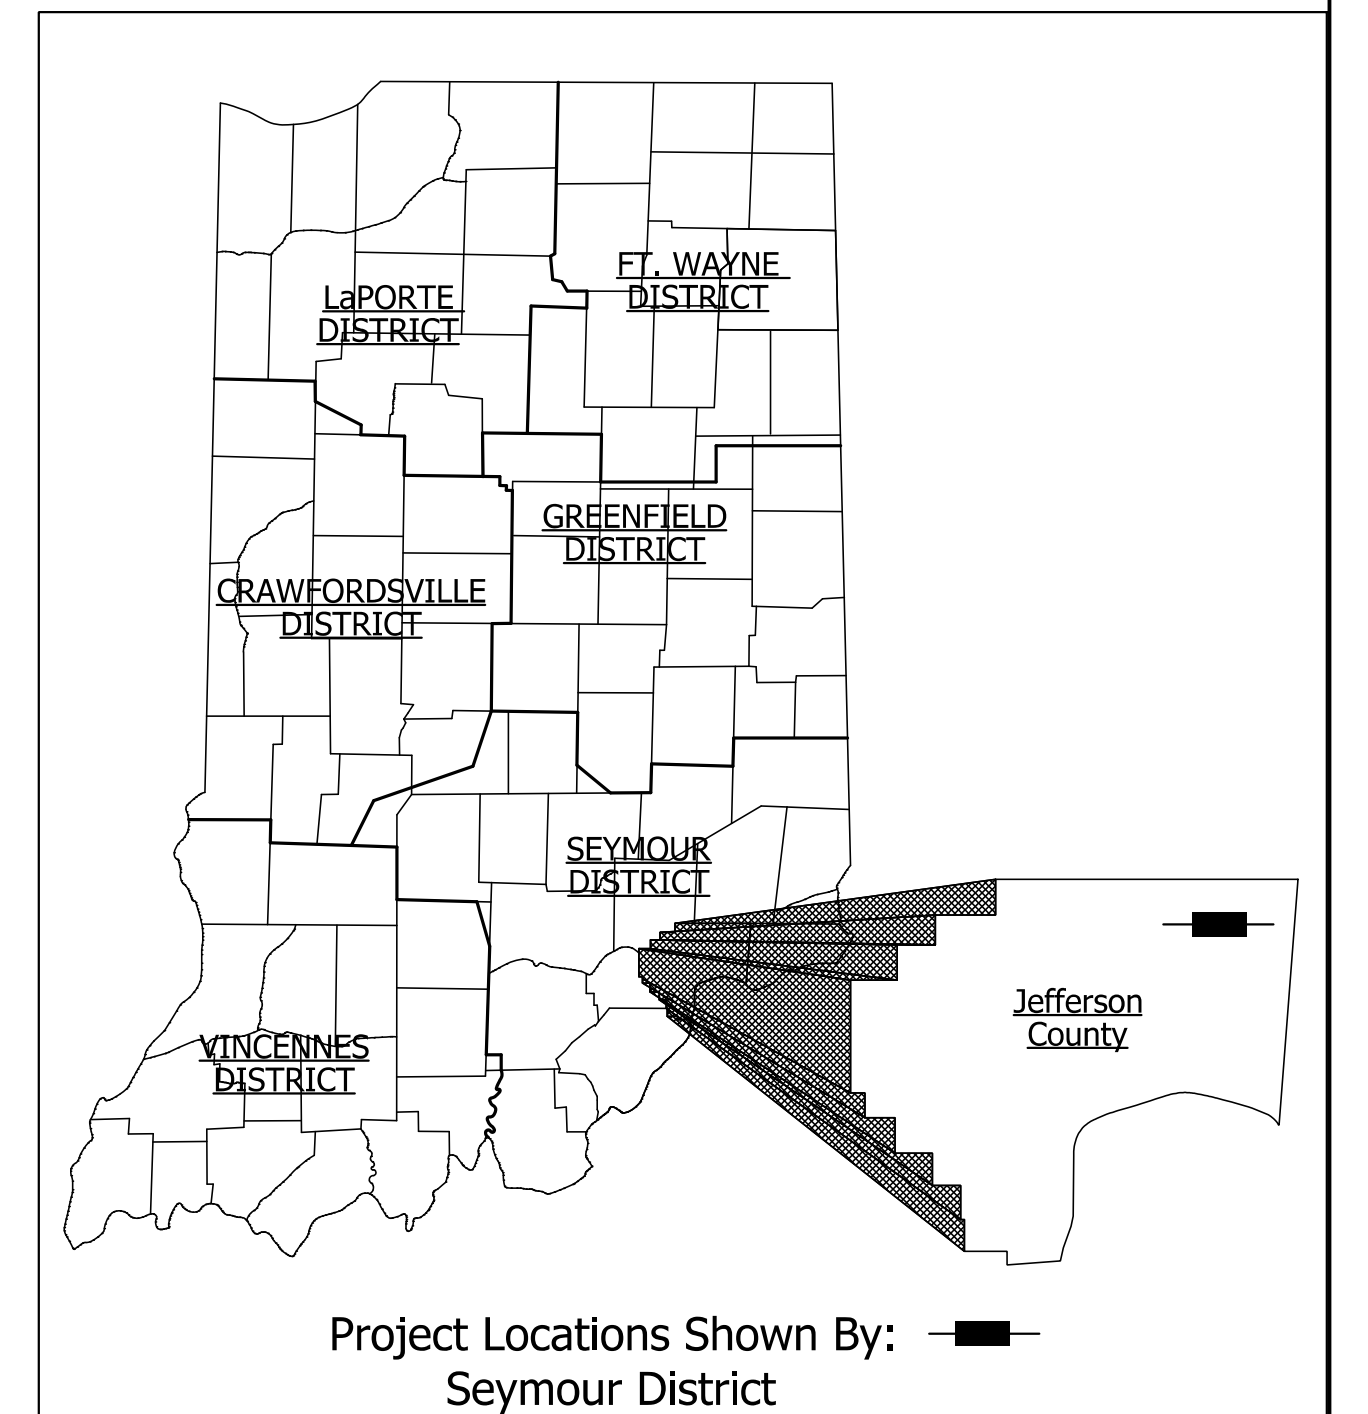 FT. WAYNE
DISTRICT
LaPORTE
DISTRICT
GREENFIELD
DISTRICT
CRAWFORDSVILLE
DISTRICT
SEYMOUR
DISTRICT
Jefferson
County
VINCENNES
DISTRICT
Project Locations Shown By:
Seymour District